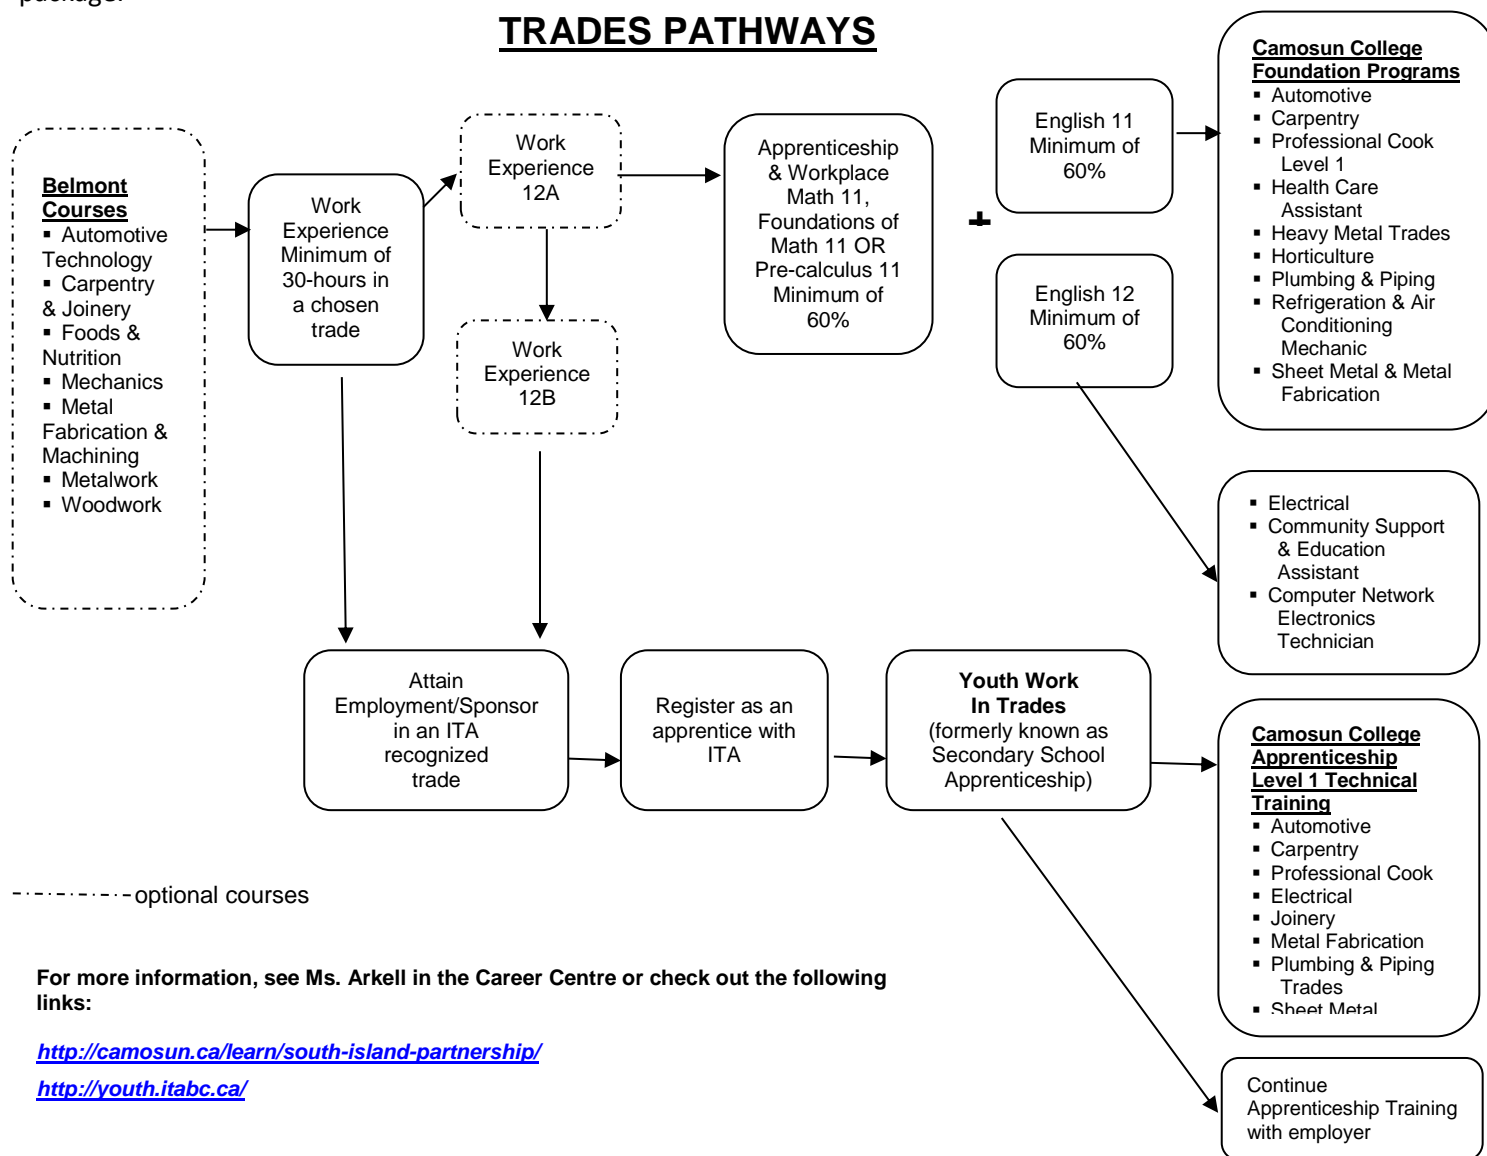 package.
TRADES PATHWAYS
Belmont
Courses
▪ Automotive
Technology
▪ Carpentry
& Joinery
▪ Foods &
Nutrition
▪ Mechanics
▪ Metal
Fabrication &
Machining
▪ Metalwork
▪ Woodwork
Work
Experience
Minimum of
30-hours in
a chosen
trade
Work
Experience
12A
Work
Experience
12B
Apprenticeship
& Workplace
Math 11,
Foundations of
Math 11 OR
Pre-calculus 11
Minimum of
60%
+
English 11
Minimum of
60%
English 12
Minimum of
60%
Camosun College
Foundation Programs
▪ Automotive
▪ Carpentry
▪ Professional Cook
Level 1
▪ Health Care
Assistant
▪ Heavy Metal Trades
▪ Horticulture
▪ Plumbing & Piping
▪ Refrigeration & Air
Conditioning
Mechanic
▪ Sheet Metal & Metal
Fabrication
▪ Electrical
▪ Community Support
& Education
Assistant
▪ Computer Network
Electronics
Technician
Attain
Employment/Sponsor
in an ITA
recognized
trade
Register as an
apprentice with
ITA
Youth Work
In Trades
(formerly known as
Secondary School
Apprenticeship)
Camosun College
Apprenticeship
Level 1 Technical
Training
▪ Automotive
▪ Carpentry
▪ Professional Cook
▪ Electrical
▪ Joinery
▪ Metal Fabrication
▪ Plumbing & Piping
Trades
▪ Sheet Metal
Continue
Apprenticeship Training
with employer
optional courses
For more information, see Ms. Arkell in the Career Centre or check out the following
links:
http://camosun.ca/learn/south-island-partnership/
http://youth.itabc.ca/